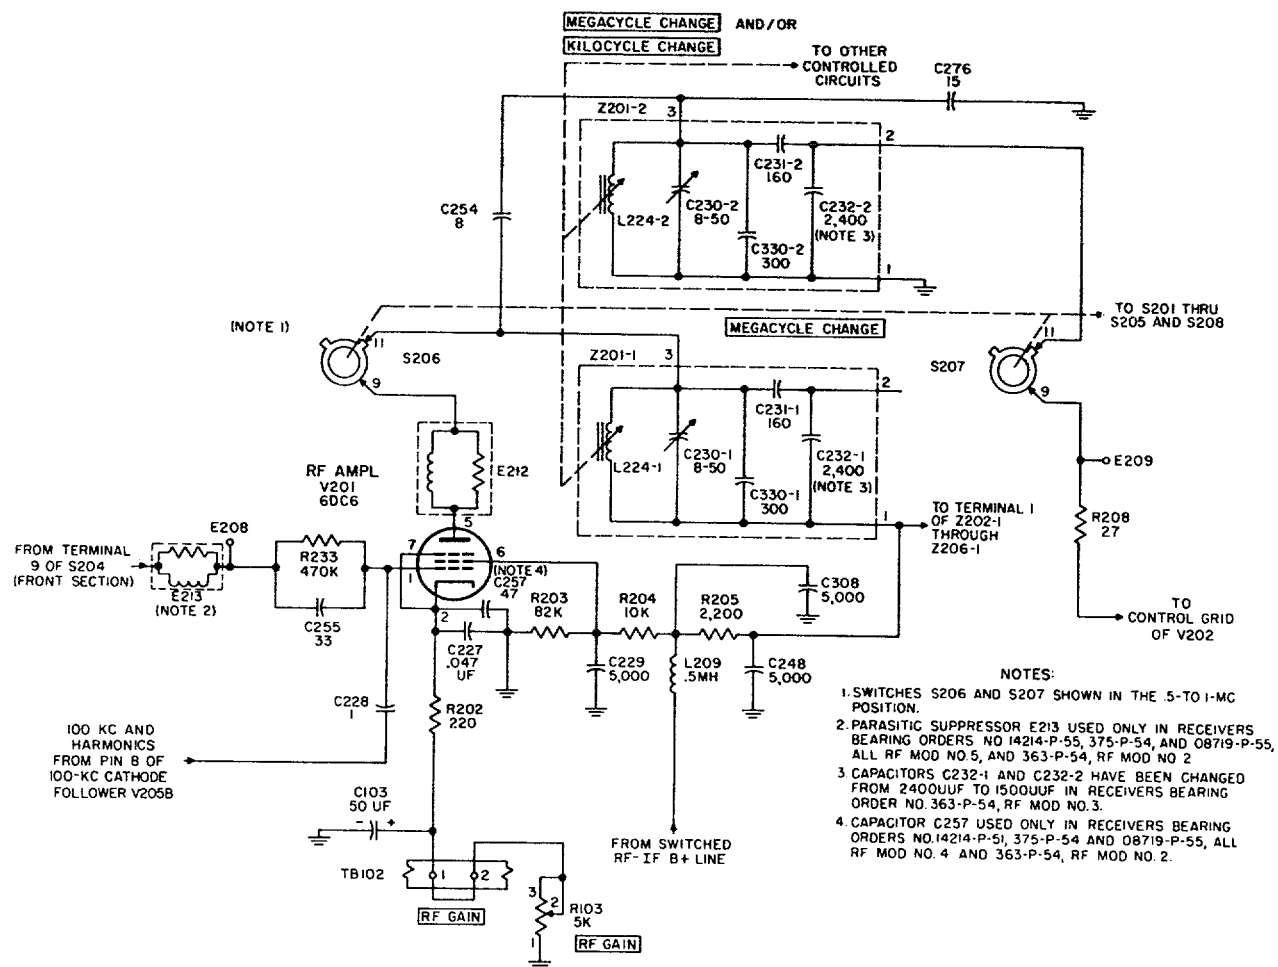 MEGACYCLE CHANGE AND/OR
KILOCYCLE CHANGE
TO OTHER
CONTROLLED
CIRCUITS
C276
15
Z201-2
3
2
C231-2
160
C254
8
L224-2
C230-2
8-50
C232-2
2,400
(NOTE 3)
C330-2
300
1
(NOTE 1)
11
S206
9
MEGACYCLE CHANGE
TO S201 THRU
S205 AND S208
11
S207
9
Z201-1
3
2
C231-1
160
L224-1
C230-1
8-50
C232-1
2,400
(NOTE 3)
C330-1
300
1
E209
R208
27
TO
CONTROL GRID
OF V202
TO TERMINAL 1
OF Z202-1
THROUGH
Z206-1
RF AMPL
V201
6DC6
E212
5
7
1
6
2
(NOTE 4)
C257
47
E208
FROM TERMINAL
9 OF S204
(FRONT SECTION)
E213
(NOTE 2)
R233
470K
C255
33
R203
82K
R204
10K
R205
2,200
C308
5,000
C227
.047
UF
C229
5,000
L209
.5MH
C248
5,000
C228
1
R202
220
100 KC AND
HARMONICS
FROM PIN 8 OF
100-KC CATHODE
FOLLOWER V205B
C103
50 UF
- +
TB102
1 2
RF GAIN
3
2
1
R103
5K
RF GAIN
FROM SWITCHED
RF-IF B+ LINE
NOTES:
1. SWITCHES S206 AND S207 SHOWN IN THE .5-TO 1-MC
POSITION.
2. PARASITIC SUPPRESSOR E213 USED ONLY IN RECEIVERS
BEARING ORDERS NO 14214-P-55, 375-P-54, AND 08719-P-55,
ALL RF MOD NO.5, AND 363-P-54, RF MOD NO 2
3 CAPACITORS C232-1 AND C232-2 HAVE BEEN CHANGED
FROM 2400UUF TO 1500UUF IN RECEIVERS BEARING
ORDER NO. 363-P-54, RF MOD NO.3.
4. CAPACITOR C257 USED ONLY IN RECEIVERS BEARING
ORDERS NO.14214-P-51, 375-P-54 AND 08719-P-55, ALL
RF MOD NO. 4 AND 363-P-54, RF MOD NO. 2.